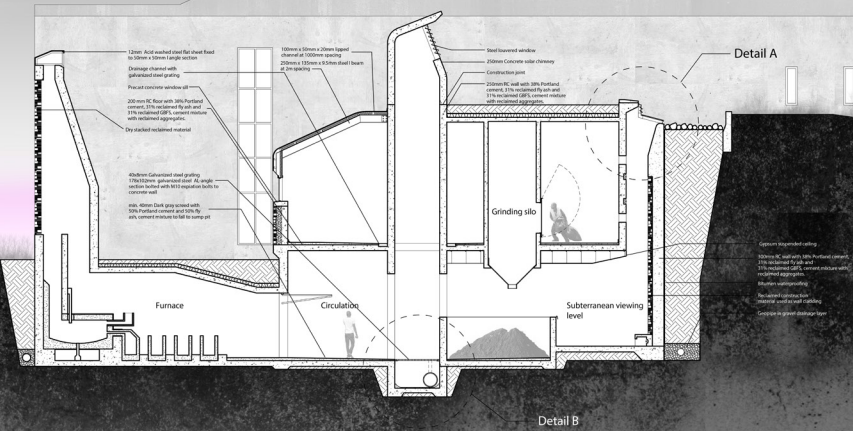 12mm Acid washed steel flat sheet fixed
to 50mm x 50mm l angle section
Drainage channel with
galvanized steel grating
Precast concrete window sill
200 mm RC floor with 38% Portland
cement, 31% reclaimed fly ash and
31% reclaimed GBFS, cement mixture
with reclaimed aggregates.
Dry stacked reclaimed material
100mm x 50mm x 20mm lipped
channel at 1000mm spacing
250mm x 135mm x 9.5mm steel I beam
at 2m spacing
Steel louvered window
250mm Concrete solar chimney
Construction joint
250mm RC wall with 38% Portland
cement, 31% reclaimed fly ash and
31% reclaimed GBFS, cement mixture
with reclaimed aggregates.
Detail A
40x8mm Galvanized steel grating
178x102mm galvanized steel AL angle
section bolted with M10 expation bolts to
concrete wall
min. 40mm Dark gray screed with
50% Portland cement and 50% fly
ash, cement mixture to fall to sump pit
Grinding silo
Furnace
Circulation
Subterranean viewing
level
Gypsum suspended ceiling
300mm RC wall with 38% Portland cement,
31% reclaimed fly ash and
31% reclaimed GBFS, cement mixture with
reclaimed aggregates.
Bitumen waterproofing
Reclaimed construction
material used as wall cladding
Geopipe in gravel drainage layer
Detail B